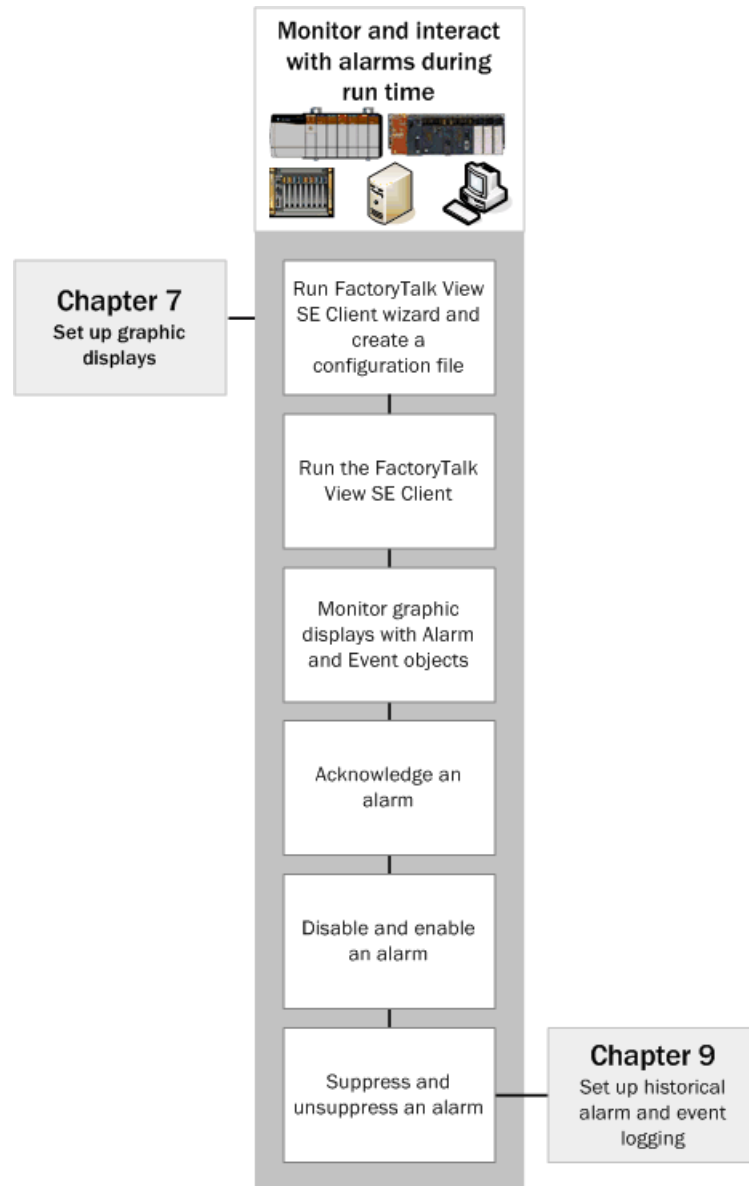 Monitor and interact
with alarms during
run time
Chapter 7
Set up graphic
displays
Run FactoryTalk View
SE Client wizard and
create a
configuration file
Run the FactoryTalk
View SE Client
Monitor graphic
displays with Alarm
and Event objects
Acknowledge an
alarm
Disable and enable
an alarm
Suppress and
unsuppress an alarm
Chapter 9
Set up historical
alarm and event
logging